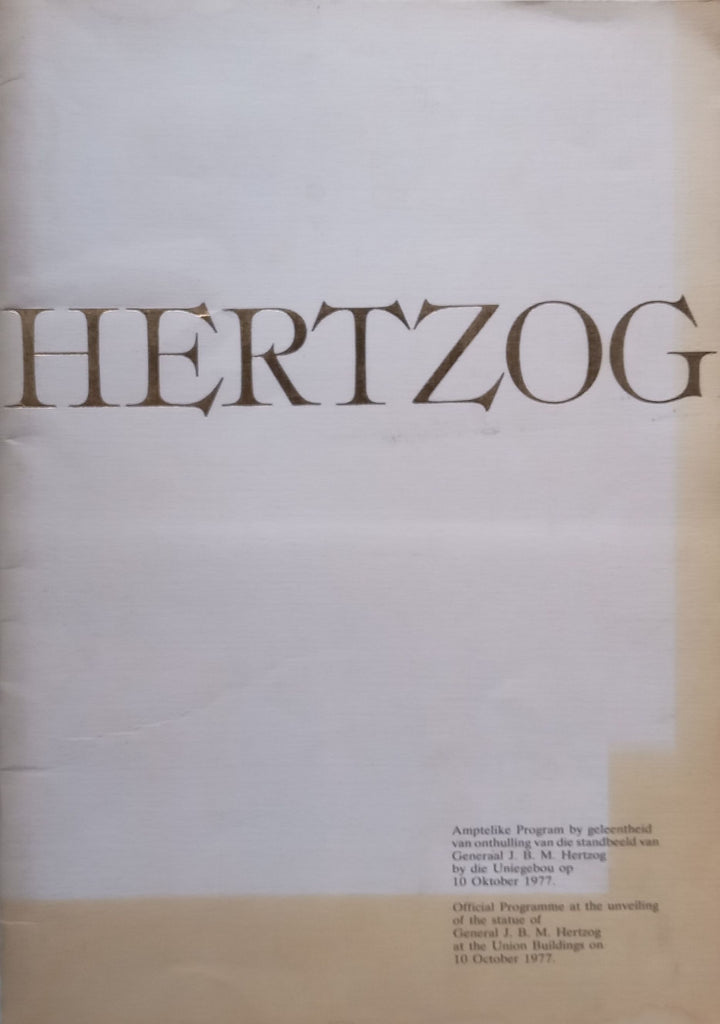 HERTZOG
Amptelike Program by geleentheid
van onthulling van die standbeeld van
Generaal J. B. M. Hertzog
by die Uniegebou op
10 Oktober 1977.
Official Programme at the unveiling
of the statue of
General J. B. M. Hertzog
at the Union Buildings on
10 October 1977.